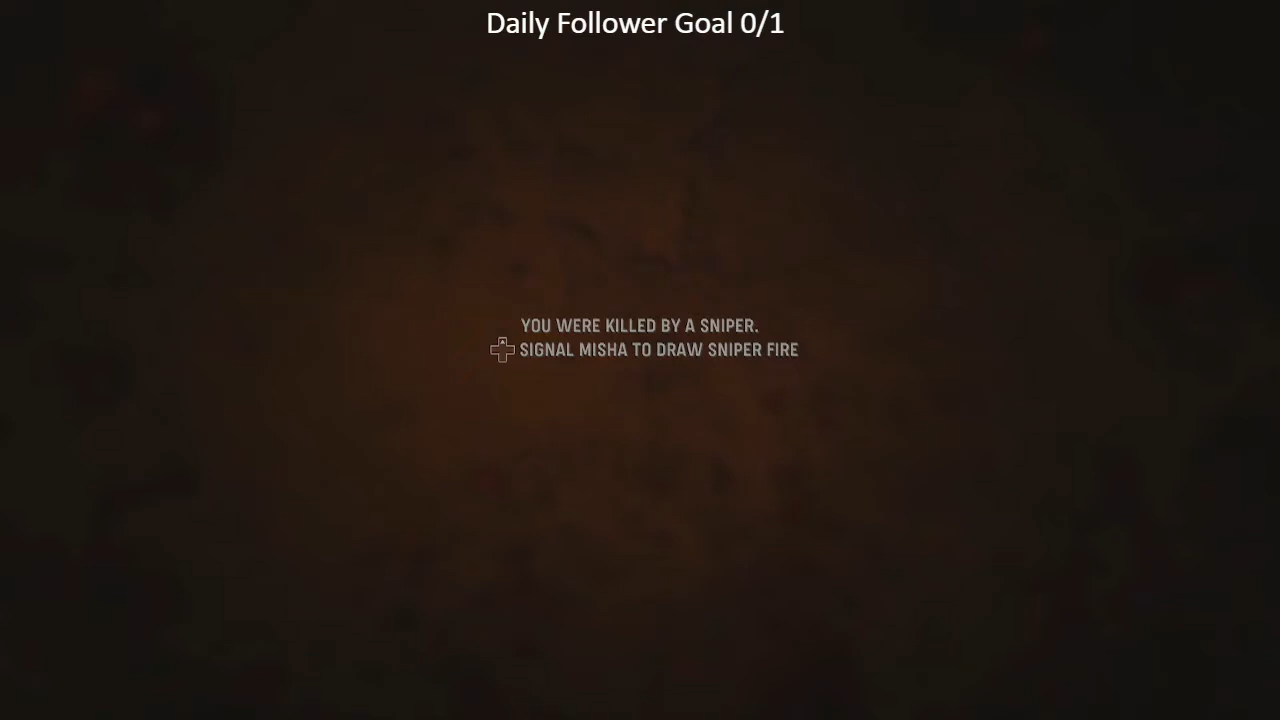 Daily Follower Goal 0/1
YOU WERE KILLED BY A SNIPER.
SIGNAL MISHA TO DRAW SNIPER FIRE